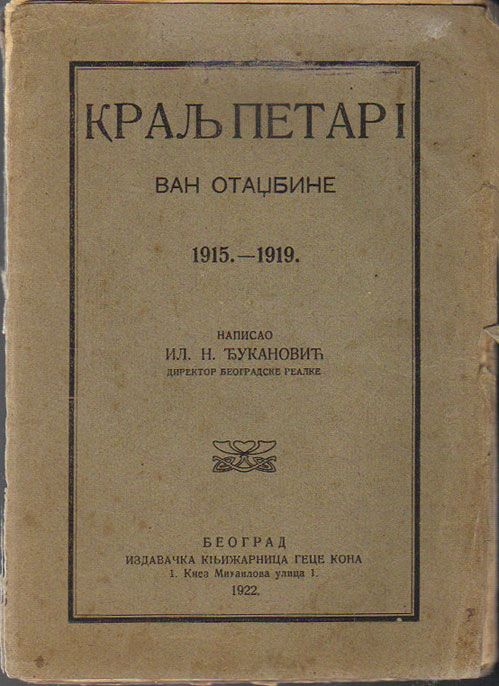 КРАЉ ПЕТАР I
ВАН ОТАЏБИНЕ
1915.—1919.
НАПИСАО
ИЛ. Н. ЂУКАНОВИЋ
ДИРЕКТОР БЕОГРАДСКЕ РЕАЛКЕ
БЕОГРАД
ИЗДАВАЧКА КЊИЖАРНИЦА ГЕЦЕ КОНА
1. Кнез Михаилова улица 1.
1922.